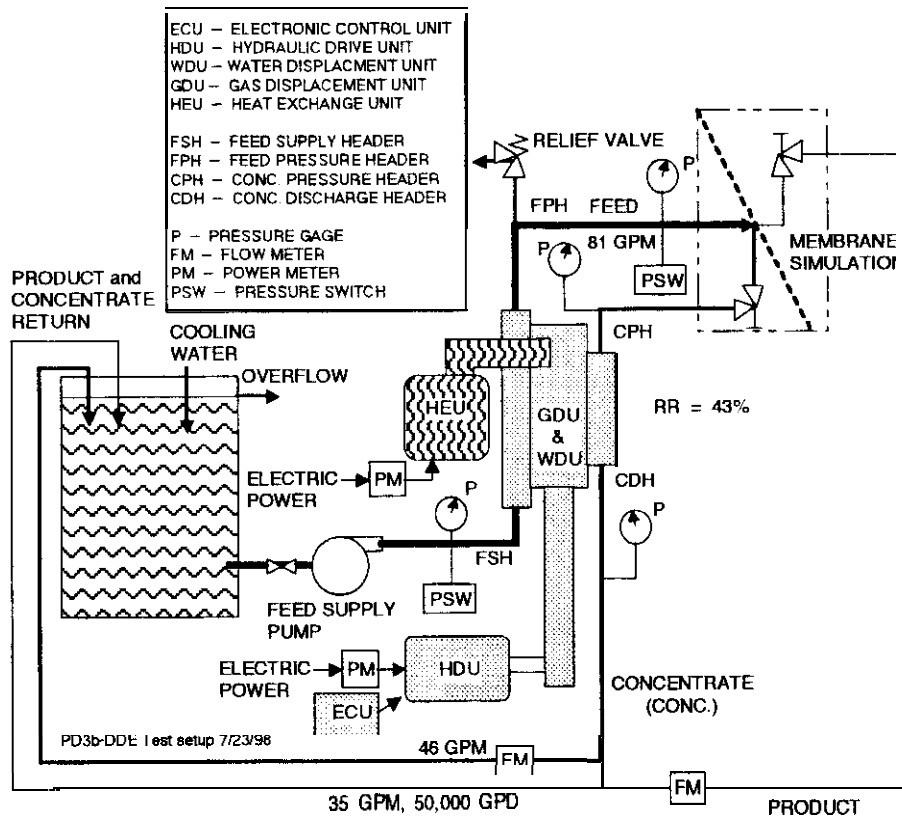 ECU – ELECTRONIC CONTROL UNIT
HDU – HYDRAULIC DRIVE UNIT
WDU – WATER DISPLACMENT UNIT
GDU – GAS DISPLACEMENT UNIT
HEU – HEAT EXCHANGE UNIT
FSH – FEED SUPPLY HEADER
FPH – FEED PRESSURE HEADER
CPH – CONC. PRESSURE HEADER
CDH – CONC. DISCHARGE HEADER
P – PRESSURE GAGE
FM – FLOW METER
PM – POWER METER
PSW – PRESSURE SWITCH
RELIEF VALVE
P
FPH FEED
81 GPM
P
PSW
MEMBRANE
SIMULATION
CPH
PRODUCT and
CONCENTRATE
RETURN
COOLING
WATER
OVERFLOW
HEU
GDU
&
WDU
RR = 43%
ELECTRIC
POWER
PM
P
CDH
P
FSH
PSW
FEED SUPPLY
PUMP
ELECTRIC
POWER
PM
HDU
ECU
CONCENTRATE
(CONC.)
PD3b-DDE Test setup 7/23/98
46 GPM
FM
FM
35 GPM, 50,000 GPD
PRODUCT